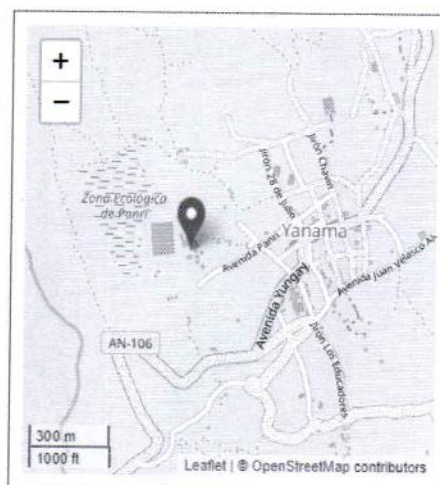 +
−
Zona Ecológica
de Panri
Jirón Chavin
Jirón 28 de Julio
Avenida Panri
Yanama
Avenida Juan Velasco Al
Avenida Yungay
AN-106
Jirón Los Educadores
300 m
1000 ft
Leaflet | © OpenStreetMap contributors